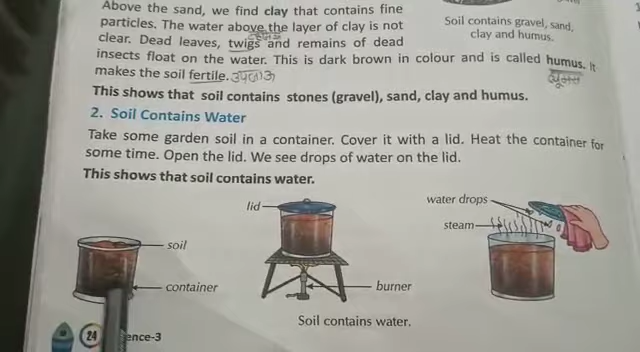 Above the sand, we find clay that contains fine
particles. The water above the layer of clay is not
clear. Dead leaves, twigs and remains of dead
insects float on the water. This is dark brown in colour and is called humus. It
makes the soil fertile. उपजाऊ
Soil contains gravel, sand,
clay and humus.
This shows that soil contains stones (gravel), sand, clay and humus.
2. Soil Contains Water
Take some garden soil in a container. Cover it with a lid. Heat the container for
some time. Open the lid. We see drops of water on the lid.
This shows that soil contains water.
soil
container
lid
burner
water drops
steam
Soil contains water.
24
ence-3